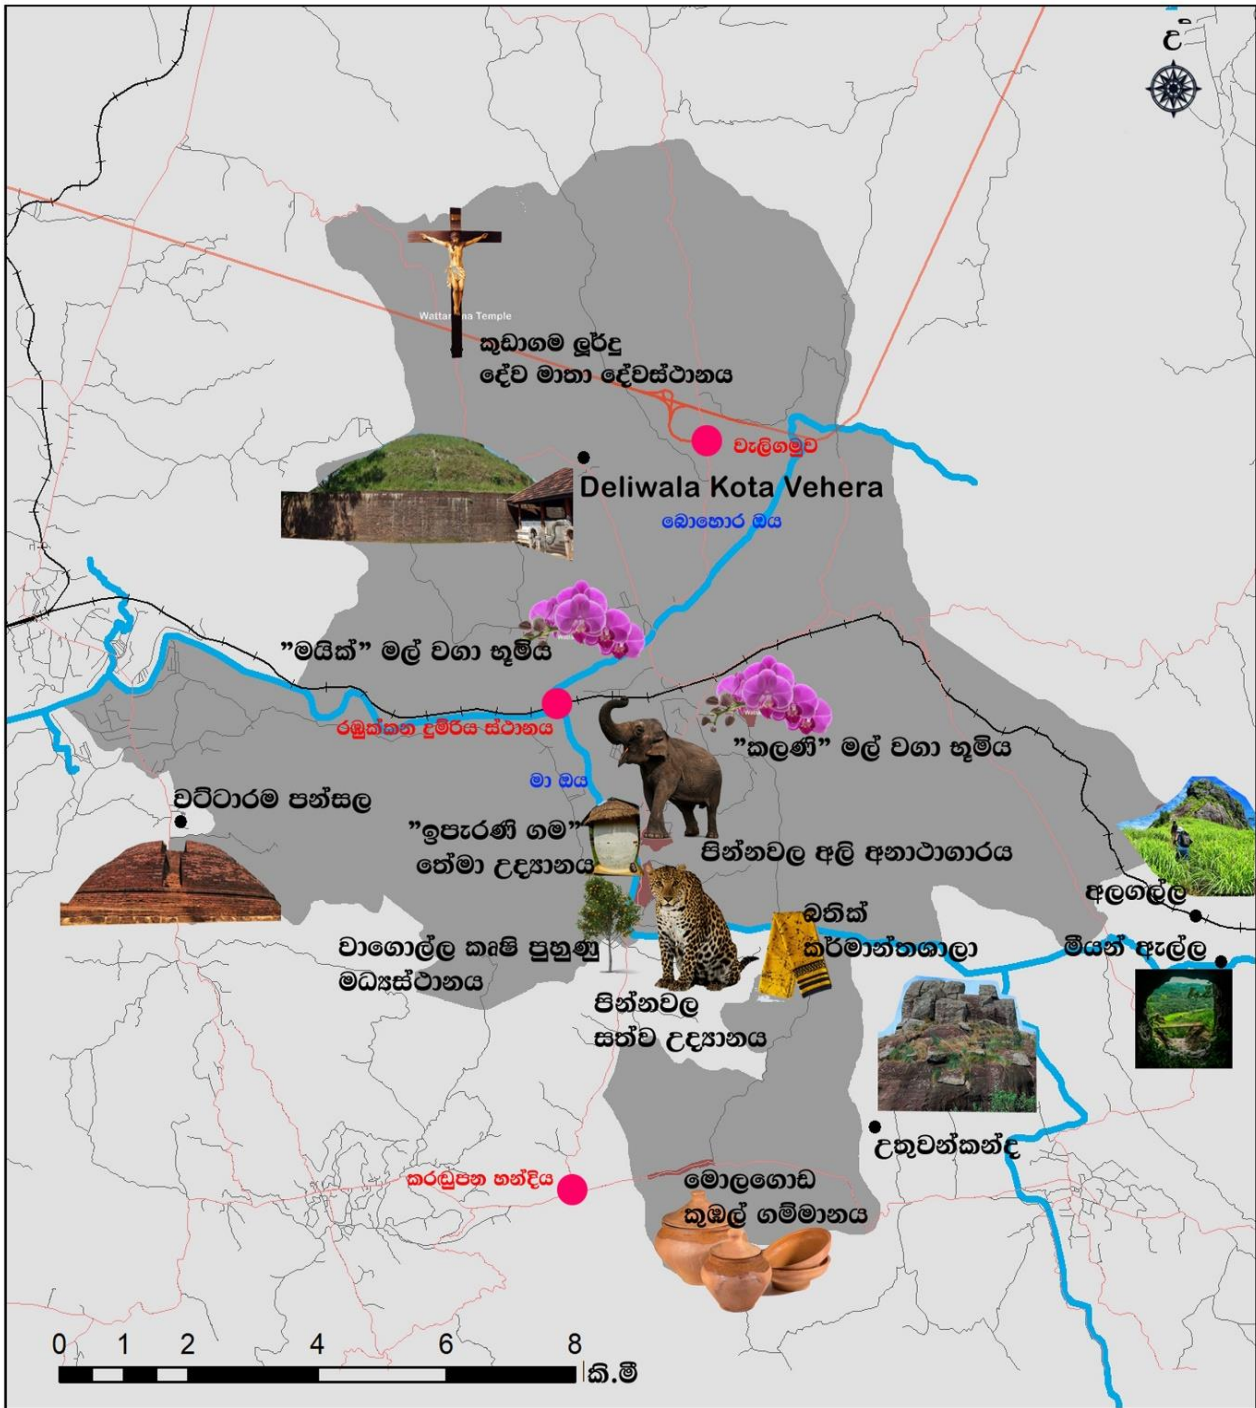 උ
කුඩාගම ලූර්දු
දේව මාතා දේවස්ථානය
වැලිගමුව
Deliwala Kota Vehera
බොහොර ඔය
”මයික්” මල් වගා භූමිය
රඹුක්කන දුම්රිය ස්ථානය
”කලණි” මල් වගා භූමිය
මා ඔය
වට්ටාරම පන්සල
”ඉපැරණි ගම”
තේමා උද්‍යානය
පින්නවල අලි අනාථාගාරය
අලගල්ල
බතික්
කර්මාන්තශාලා
වාගොල්ල කෘෂි පුහුණු
මධ්‍යස්ථානය
මීයන් ඇල්ල
පින්නවල
සත්ව උද්‍යානය
උතුවන්කන්ද
කරඬුපන හන්දිය
මොලගොඩ
කුඹල් ගම්මානය
0 1 2 4 6 8
කි.මී